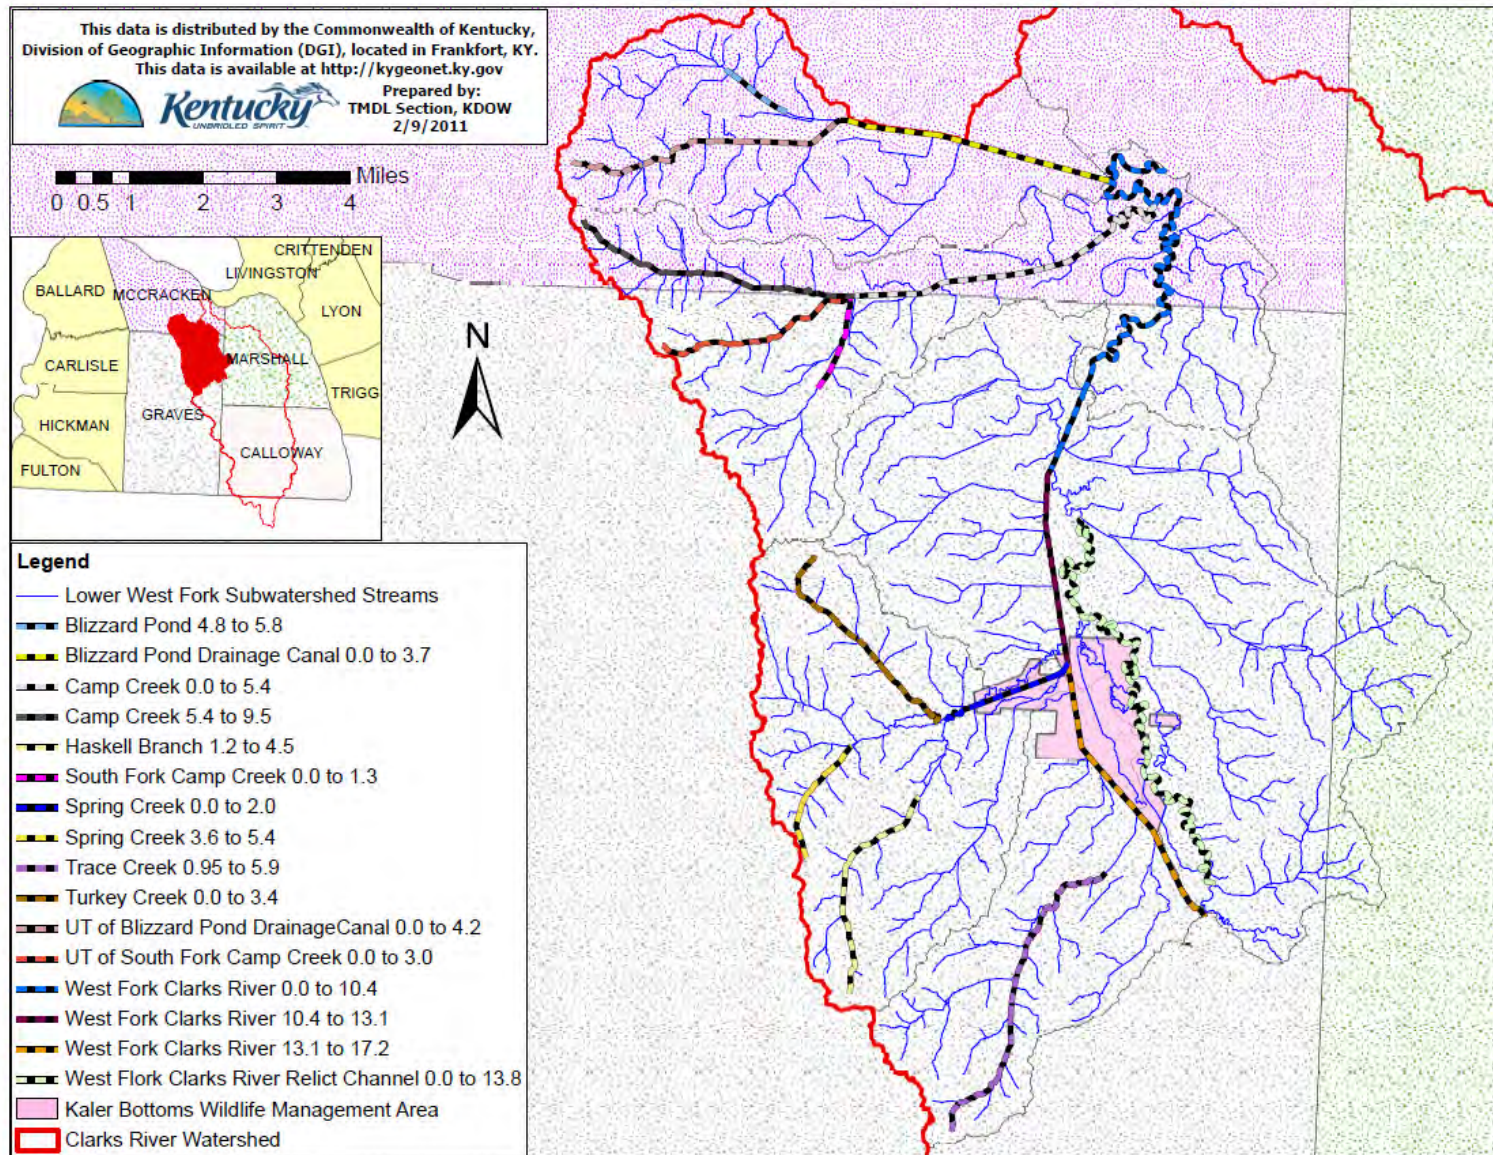 This data is distributed by the Commonwealth of Kentucky,
Division of Geographic Information (DGI), located in Frankfort, KY.
This data is available at http://kygeonet.ky.gov
Prepared by:
TMDL Section, KDOW
2/9/2011
Kentucky
UNBRIDLED SPIRIT
Miles
0 0.5 1 2 3 4
CRITTENDEN
LIVINGSTON
BALLARD
MCCRACKEN
LYON
CARLISLE
MARSHALL
TRIGG
HICKMAN
GRAVES
CALLOWAY
FULTON
N
Legend
Lower West Fork Subwatershed Streams
Blizzard Pond 4.8 to 5.8
Blizzard Pond Drainage Canal 0.0 to 3.7
Camp Creek 0.0 to 5.4
Camp Creek 5.4 to 9.5
Haskell Branch 1.2 to 4.5
South Fork Camp Creek 0.0 to 1.3
Spring Creek 0.0 to 2.0
Spring Creek 3.6 to 5.4
Trace Creek 0.95 to 5.9
Turkey Creek 0.0 to 3.4
UT of Blizzard Pond DrainageCanal 0.0 to 4.2
UT of South Fork Camp Creek 0.0 to 3.0
West Fork Clarks River 0.0 to 10.4
West Fork Clarks River 10.4 to 13.1
West Fork Clarks River 13.1 to 17.2
West Flork Clarks River Relict Channel 0.0 to 13.8
Kaler Bottoms Wildlife Management Area
Clarks River Watershed